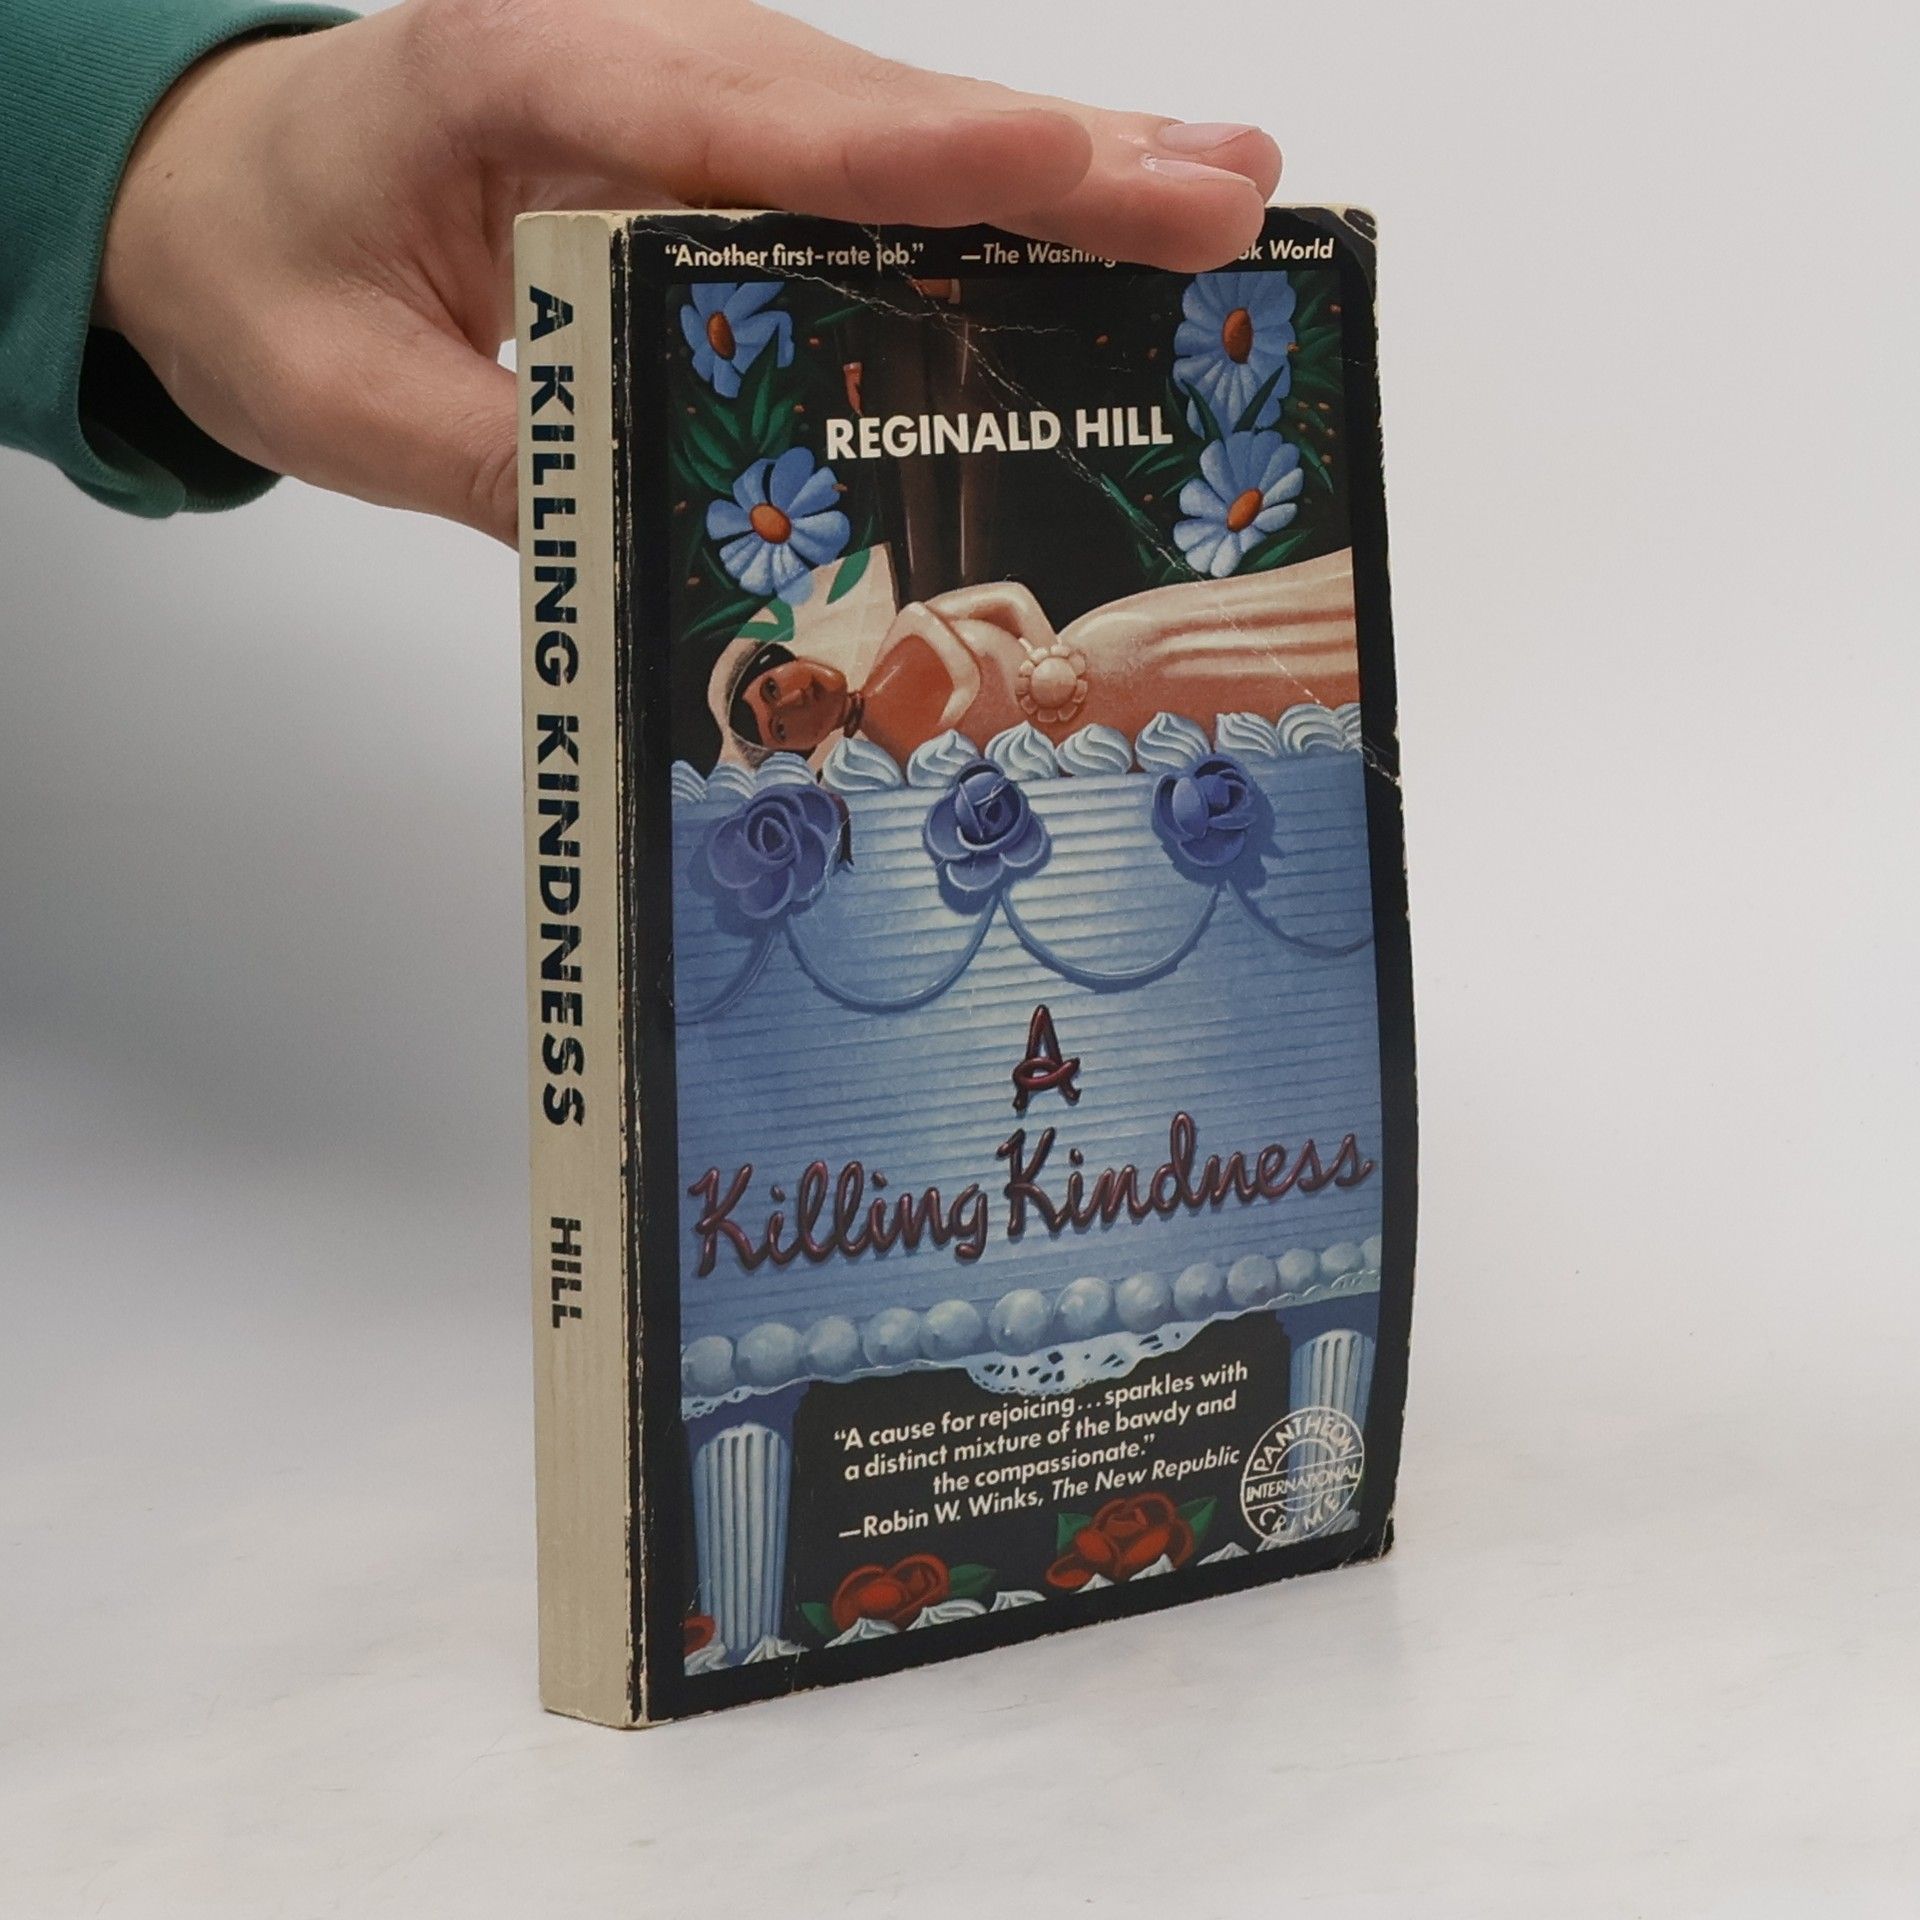 A KILLING KINDNESS HILL
"Another first-rate job." —The World
REGINALD HILL
A
Killing Kindness
"A cause for rejoicing...sparkles with
a distinct mixture of the bawdy and
the compassionate."
—Robin W. Winks, The New Republic
PANTHEON
INTERNATIONAL
CRIME